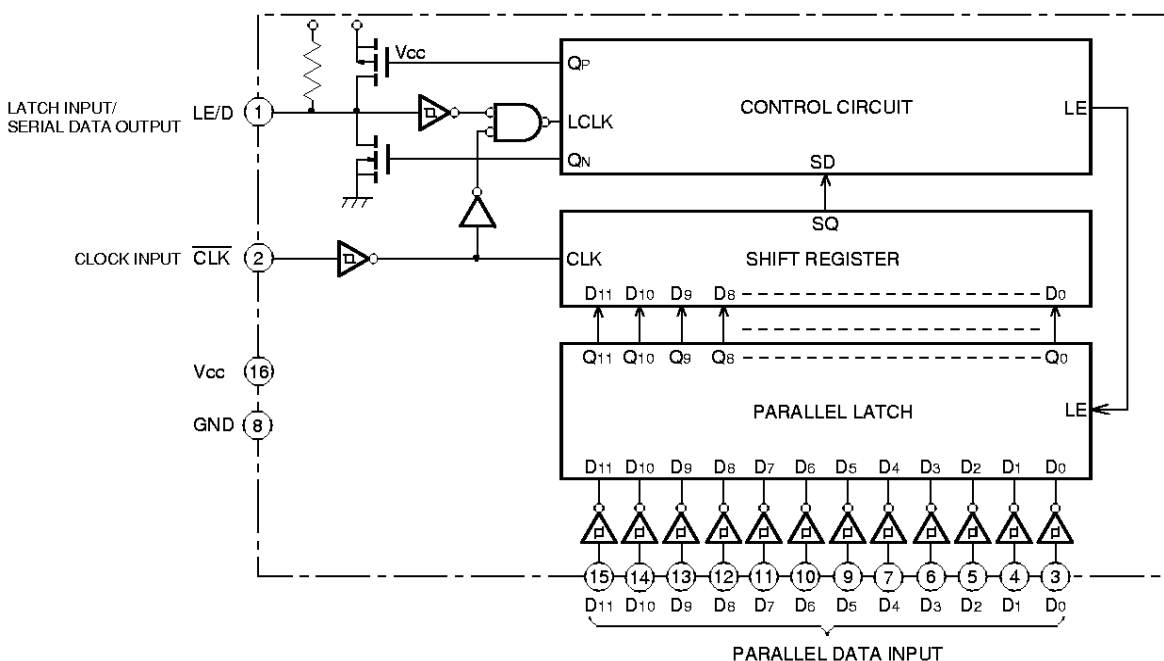 Vcc
QP
LATCH INPUT/
SERIAL DATA OUTPUT
LE/D
1
LCLK
CONTROL CIRCUIT
LE
QN
SD
SQ
CLOCK INPUT
CLK
2
CLK
SHIFT REGISTER
D11 D10 D9 D8 D0
Q11 Q10 Q9 Q8 Q0
Vcc
16
GND
8
PARALLEL LATCH
LE
D11 D10 D9 D8 D7 D6 D5 D4 D3 D2 D1 D0
15 14 13 12 11 10 9 7 6 5 4 3
D11 D10 D9 D8 D7 D6 D5 D4 D3 D2 D1 D0
PARALLEL DATA INPUT